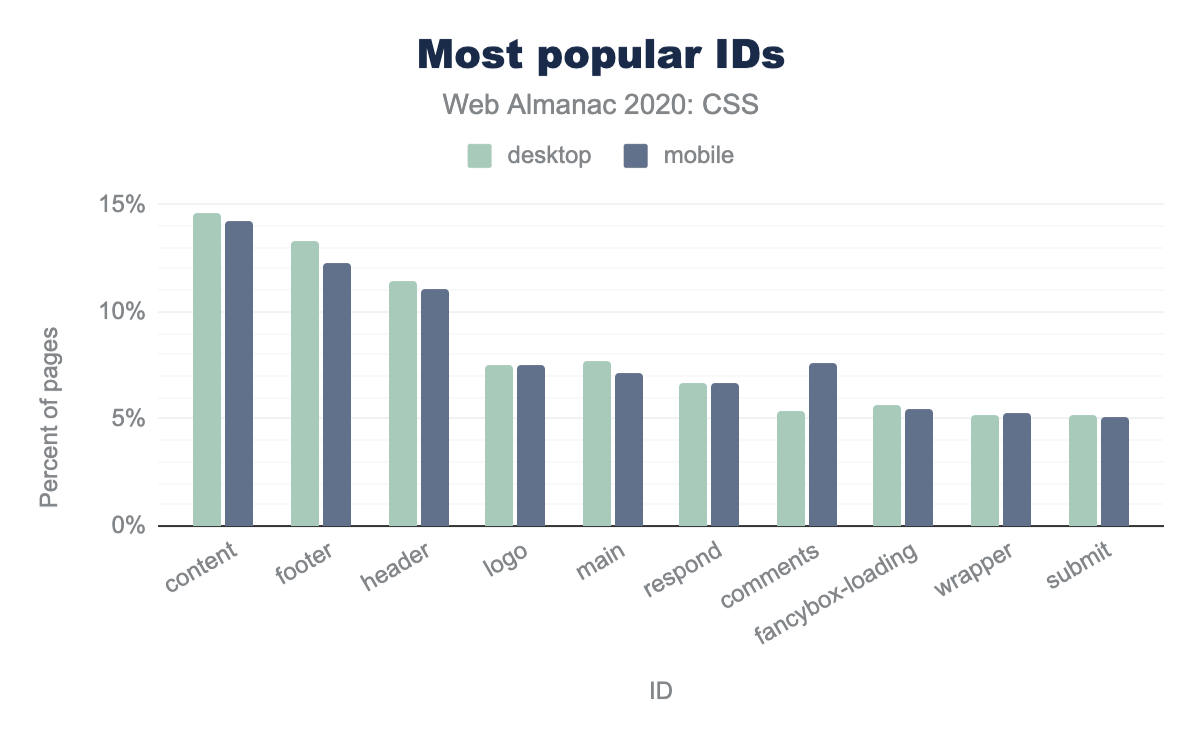 Most popular IDs
Web Almanac 2020: CSS
desktop
mobile
15%
10%
5%
0%
Percent of pages
content
footer
header
logo
main
respond
comments
fancybox-loading
wrapper
submit
ID